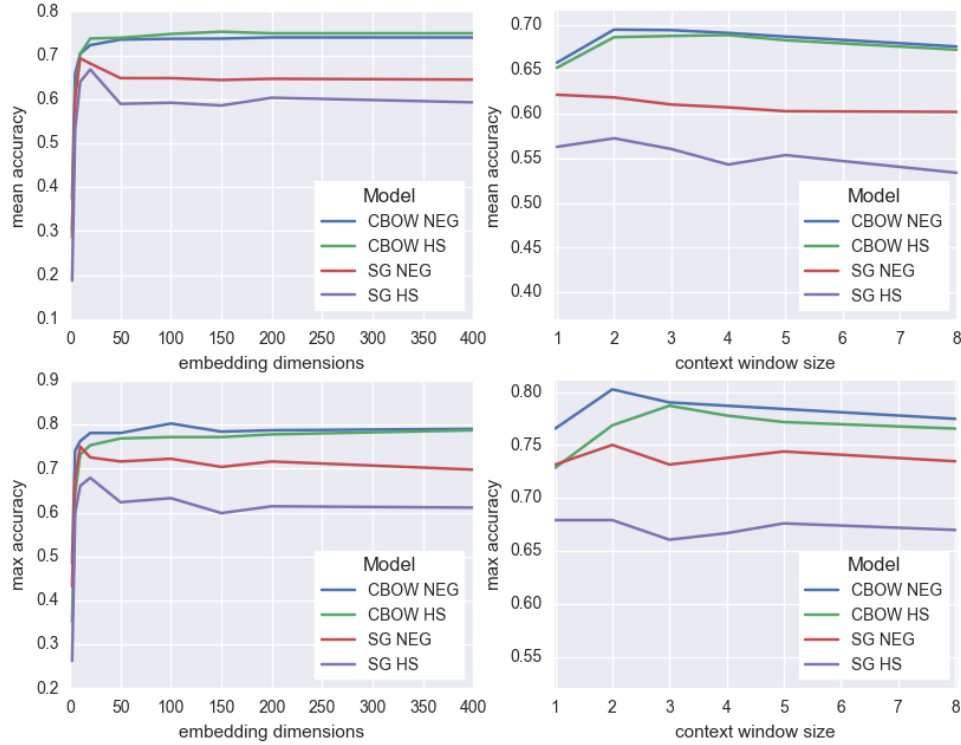 0.8
0.7
0.6
0.5
0.4
0.3
0.2
0.1
mean accuracy
Model
CBOW NEG
CBOW HS
SG NEG
SG HS
0 50 100 150 200 250 300 350 400
embedding dimensions
0.70
0.65
0.60
0.55
0.50
0.45
0.40
mean accuracy
Model
CBOW NEG
CBOW HS
SG NEG
SG HS
1 2 3 4 5 6 7 8
context window size
0.9
0.8
0.7
0.6
0.5
0.4
0.3
0.2
max accuracy
Model
CBOW NEG
CBOW HS
SG NEG
SG HS
0 50 100 150 200 250 300 350 400
embedding dimensions
0.80
0.75
0.70
0.65
0.60
0.55
max accuracy
Model
CBOW NEG
CBOW HS
SG NEG
SG HS
1 2 3 4 5 6 7 8
context window size